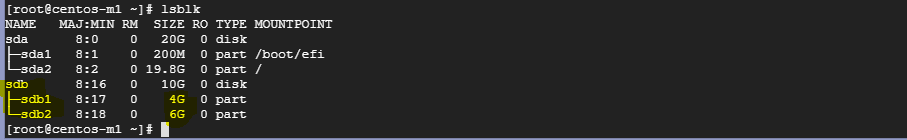 [root@centos-m1 ~]# lsblk
NAME   MAJ:MIN RM  SIZE RO TYPE MOUNTPOINT
sda      8:0    0   20G  0 disk
├─sda1   8:1    0  200M  0 part /boot/efi
└─sda2   8:2    0 19.8G  0 part /
sdb      8:16   0   10G  0 disk
├─sdb1   8:17   0    4G  0 part
└─sdb2   8:18   0    6G  0 part
[root@centos-m1 ~]#